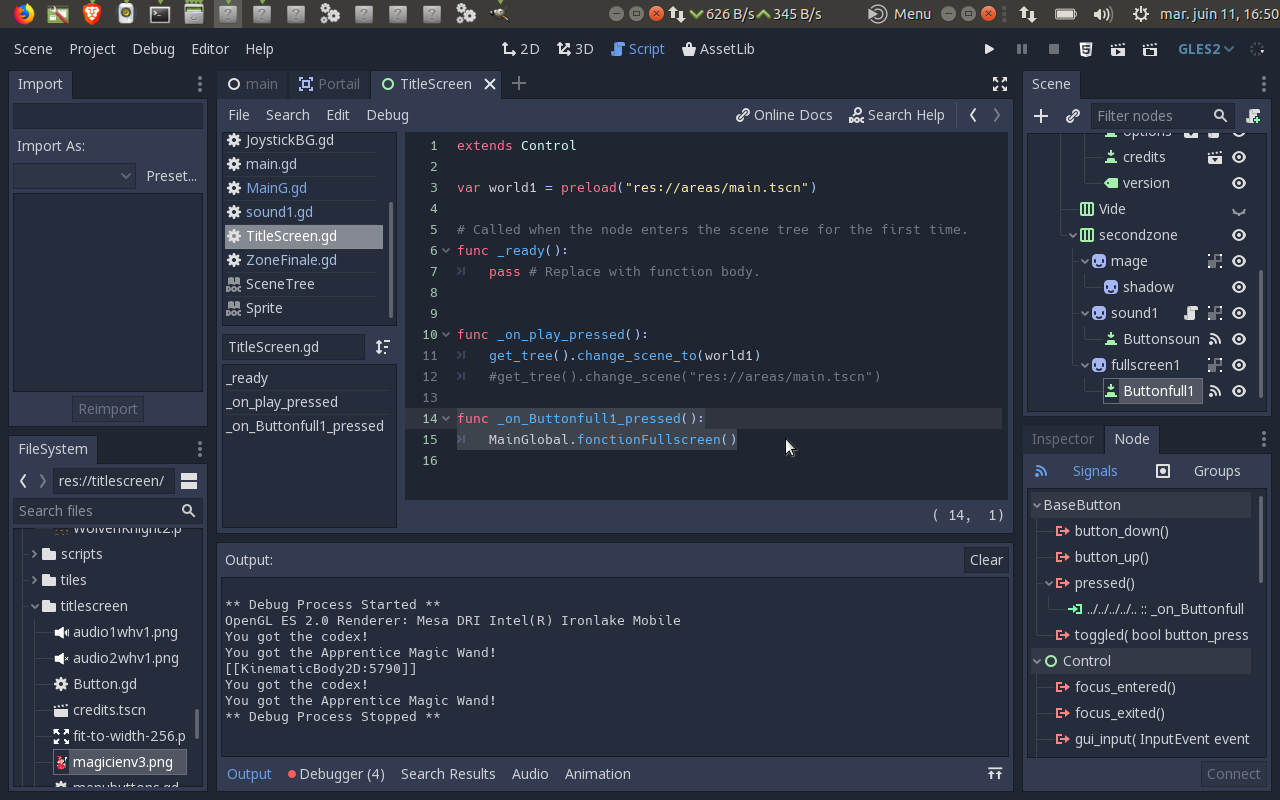 626 B/s 345 B/s Menu mar. juin 11, 16:50
Scene Project Debug Editor Help 2D 3D Script AssetLib GLES2
Import
Import As:
Preset...
Reimport
FileSystem
res://titlescreen/
Search files
WolvenKnight2.p
scripts
tiles
titlescreen
audio1whv1.png
audio2whv1.png
Button.gd
credits.tscn
fit-to-width-256.p
magicienv3.png
menubuttons.gd
main Portail TitleScreen
File Search Edit Debug Online Docs Search Help
JoystickBG.gd
main.gd
MainG.gd
sound1.gd
TitleScreen.gd
ZoneFinale.gd
SceneTree
Sprite
TitleScreen.gd
_ready
_on_play_pressed
_on_Buttonfull1_pressed
1 extends Control
2
3 var world1 = preload("res://areas/main.tscn")
4
5 # Called when the node enters the scene tree for the first time.
6 func _ready():
7 pass # Replace with function body.
8
9
10 func _on_play_pressed():
11 get_tree().change_scene_to(world1)
12 #get_tree().change_scene("res://areas/main.tscn")
13
14 func _on_Buttonfull1_pressed():
15 MainGlobal.fonctionFullscreen()
16
( 14, 1)
Output:
Clear
** Debug Process Started **
OpenGL ES 2.0 Renderer: Mesa DRI Intel(R) Ironlake Mobile
You got the codex!
You got the Apprentice Magic Wand!
[[KinematicBody2D:5790]]
You got the codex!
You got the Apprentice Magic Wand!
** Debug Process Stopped **
Output Debugger (4) Search Results Audio Animation
Scene
Filter nodes
options
credits
version
Vide
secondzone
mage
shadow
sound1
Buttonsoun
fullscreen1
Buttonfull1
Inspector Node
Signals Groups
BaseButton
button_down()
button_up()
pressed()
../../../../.. :: _on_Buttonfull
toggled( bool button_press
Control
focus_entered()
focus_exited()
gui_input( InputEvent event
Connect